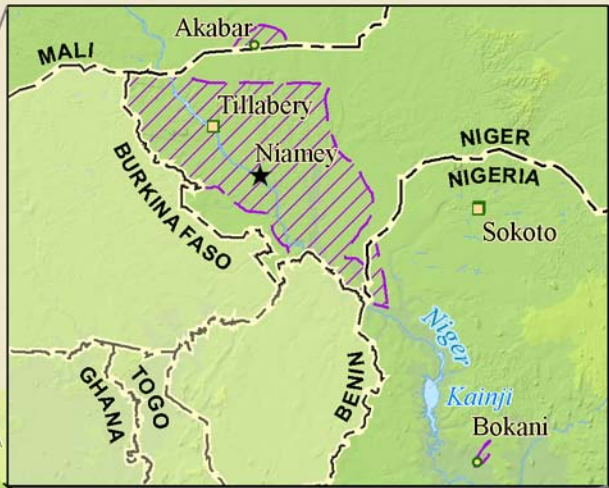 Akabar
MALI
Tillabery
Niamey
NIGER
NIGERIA
BURKINA FASO
Sokoto
Niger
Kainji
BENIN
TOGO
GHANA
Bokani